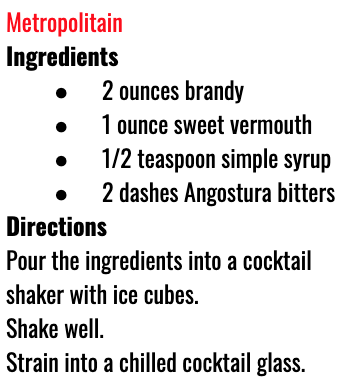 Metropolitain
Ingredients
● 2 ounces brandy
● 1 ounce sweet vermouth
● 1/2 teaspoon simple syrup
● 2 dashes Angostura bitters
Directions
Pour the ingredients into a cocktail
shaker with ice cubes.
Shake well.
Strain into a chilled cocktail glass.